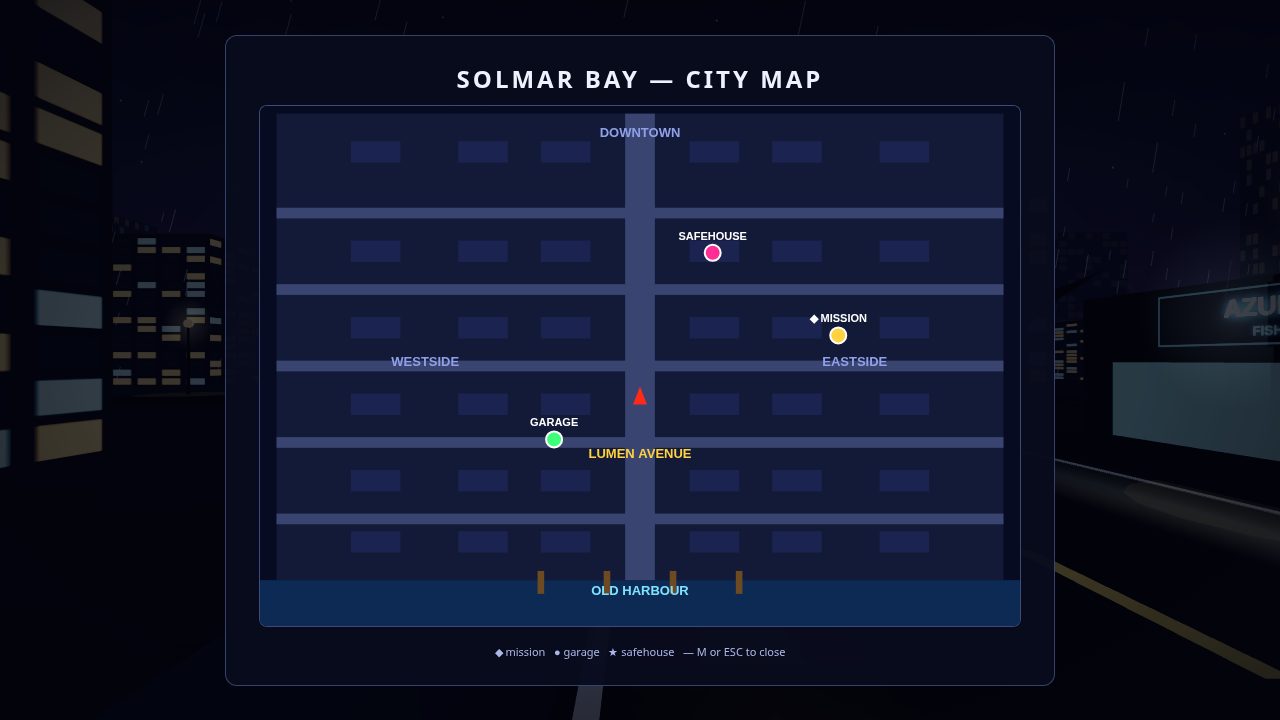 SOLMAR BAY — CITY MAP
DOWNTOWN
SAFEHOUSE
◆ MISSION
WESTSIDE
EASTSIDE
GARAGE
LUMEN AVENUE
OLD HARBOUR
◆ mission ● garage ★ safehouse — M or ESC to close